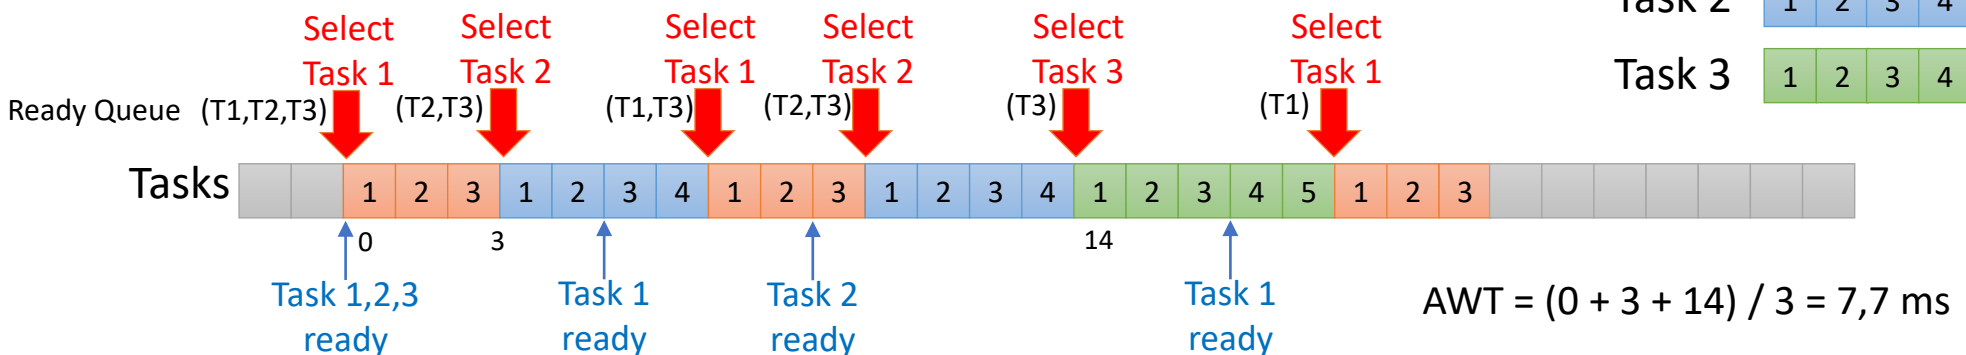 Task 2 1 2 3 4
Select Select Select Select Select Select
Task 1 Task 2 Task 1 Task 2 Task 3 Task 1
Task 3 1 2 3 4
Ready Queue (T1,T2,T3) (T2,T3) (T1,T3) (T2,T3) (T3) (T1)
Tasks 1 2 3 1 2 3 4 1 2 3 1 2 3 4 1 2 3 4 5 1 2 3
0 3 14
Task 1,2,3 Task 1 Task 2 Task 1
ready ready ready ready
AWT = (0 + 3 + 14) / 3 = 7,7 ms